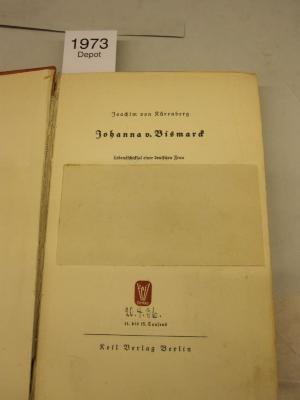 1973
Depot
Joachim von Kürenberg
Johanna v. Bismarck
Lebensschicksal einer deutschen Frau
11. bis 15. Tausend
Keil Verlag Berlin